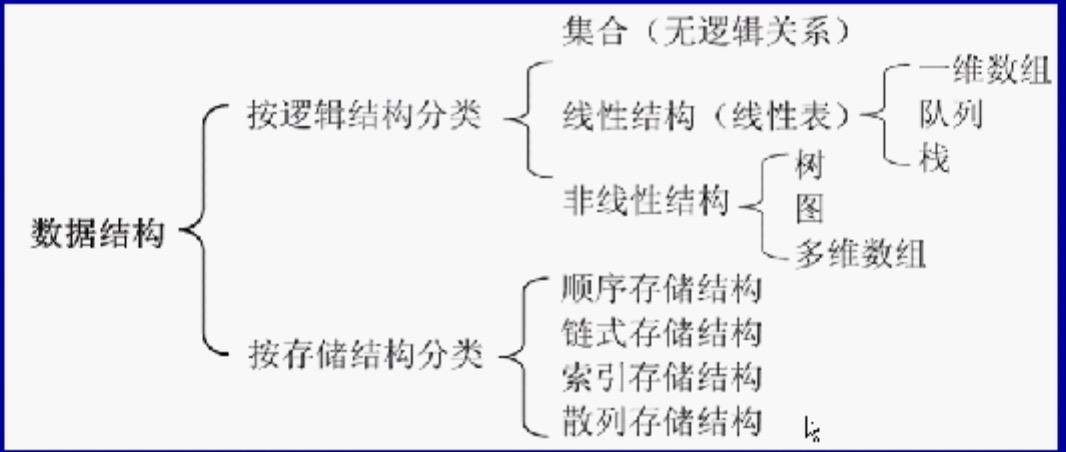 集合（无逻辑关系）
一维数组
按逻辑结构分类
线性结构（线性表）
队列
栈
树
非线性结构
图
数据结构
多维数组
顺序存储结构
链式存储结构
按存储结构分类
索引存储结构
散列存储结构